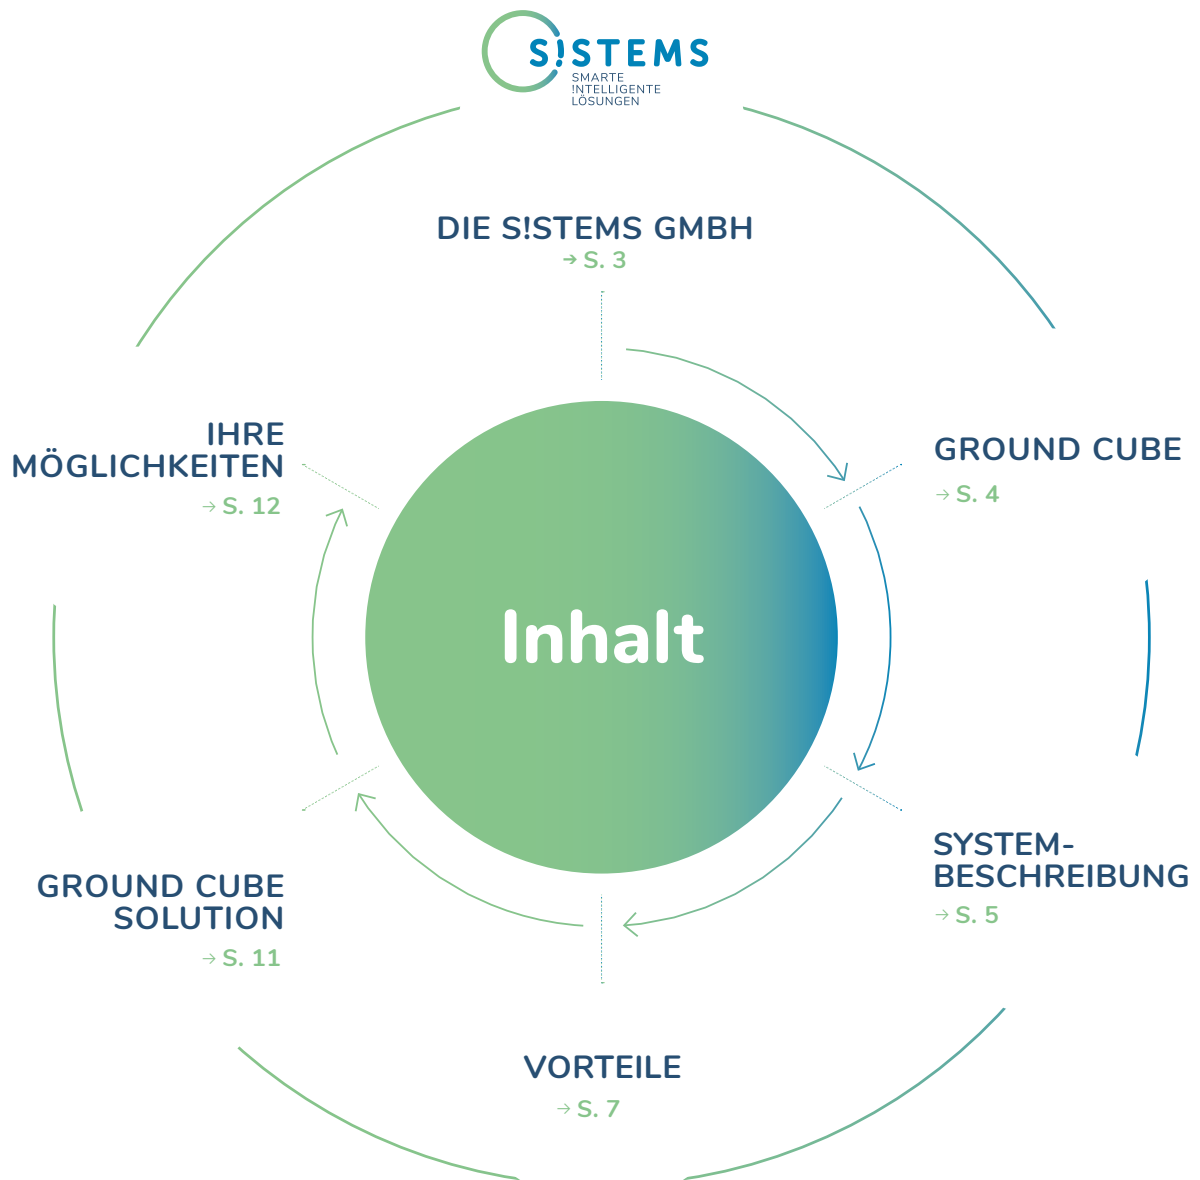 S!STEMS
SMARTE
!NTELLIGENTE
LÖSUNGEN
DIE S!STEMS GMBH
→ S. 3
GROUND CUBE
→ S. 4
SYSTEM-
BESCHREIBUNG
→ S. 5
VORTEILE
→ S. 7
GROUND CUBE
SOLUTION
→ S. 11
IHRE
MÖGLICHKEITEN
→ S. 12
Inhalt